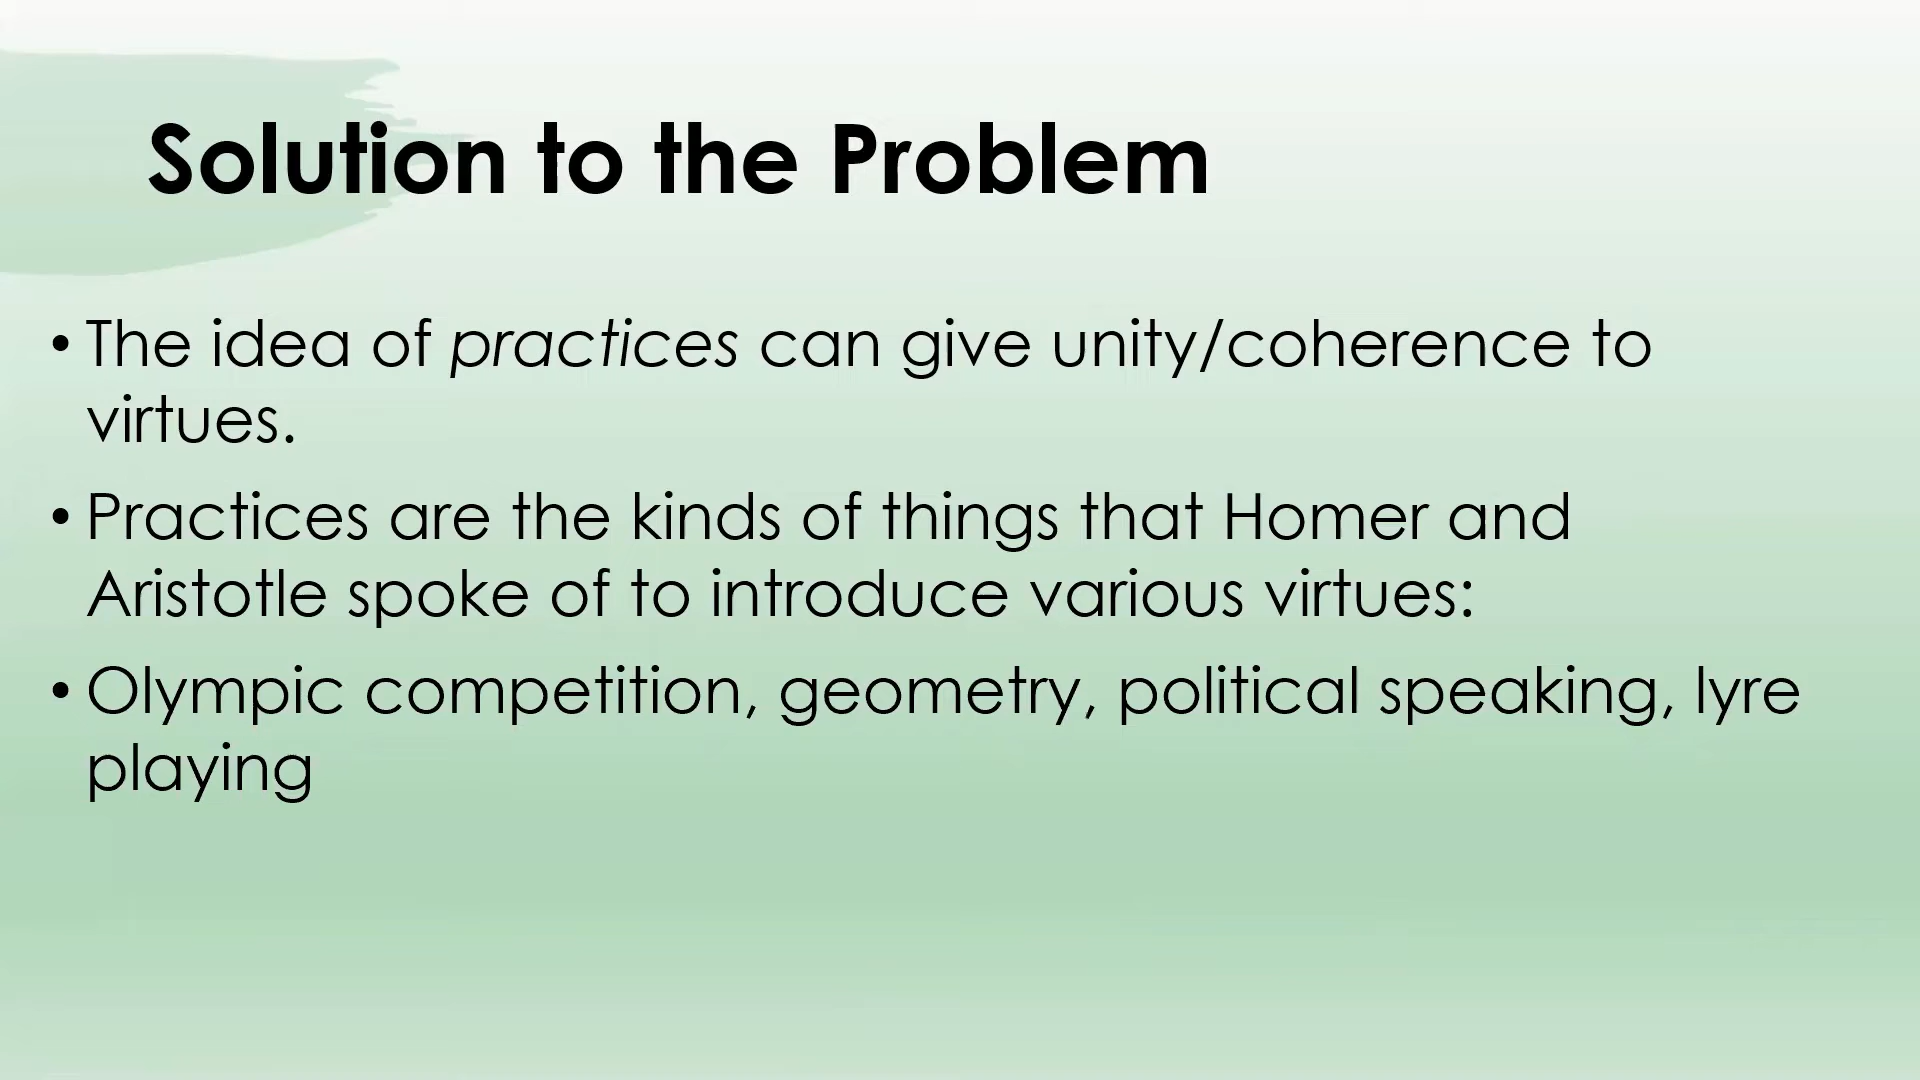 Solution to the Problem
• The idea of practices can give unity/coherence to
virtues.
• Practices are the kinds of things that Homer and
Aristotle spoke of to introduce various virtues:
• Olympic competition, geometry, political speaking, lyre
playing